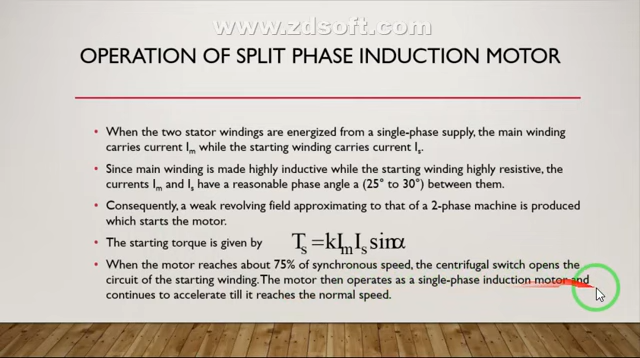 www.zdsoft.com
OPERATION OF SPLIT PHASE INDUCTION MOTOR
• When the two stator windings are energized from a single-phase supply, the main winding
carries current Im while the starting winding carries current Is.
• Since main winding is made highly inductive while the starting winding highly resistive, the
currents Im and Is have a reasonable phase angle a (25° to 30°) between them.
• Consequently, a weak revolving field approximating to that of a 2-phase machine is produced
which starts the motor.
• The starting torque is given by Ts=kImIssinα
• When the motor reaches about 75% of synchronous speed, the centrifugal switch opens the
circuit of the starting winding. The motor then operates as a single-phase induction motor and
continues to accelerate till it reaches the normal speed.